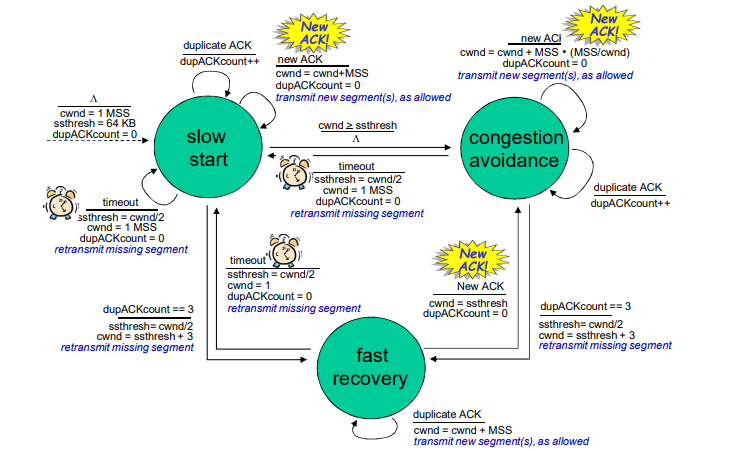 New
ACK!
duplicate ACK
dupACKcount++
new ACK
cwnd = cwnd+MSS
dupACKcount = 0
transmit new segment(s), as allowed
New
ACK!
new ACK
cwnd = cwnd + MSS • (MSS/cwnd)
dupACKcount = 0
transmit new segment(s), as allowed
Λ
cwnd = 1 MSS
ssthresh = 64 KB
dupACKcount = 0
slow
start
cwnd ≥ ssthresh
Λ
congestion
avoidance
timeout
ssthresh = cwnd/2
cwnd = 1 MSS
dupACKcount = 0
retransmit missing segment
timeout
ssthresh = cwnd/2
cwnd = 1 MSS
dupACKcount = 0
retransmit missing segment
duplicate ACK
dupACKcount++
timeout
ssthresh = cwnd/2
cwnd = 1
dupACKcount = 0
retransmit missing segment
New
ACK!
New ACK
cwnd = ssthresh
dupACKcount = 0
dupACKcount == 3
ssthresh= cwnd/2
cwnd = ssthresh + 3
retransmit missing segment
dupACKcount == 3
ssthresh= cwnd/2
cwnd = ssthresh + 3
retransmit missing segment
fast
recovery
duplicate ACK
cwnd = cwnd + MSS
transmit new segment(s), as allowed